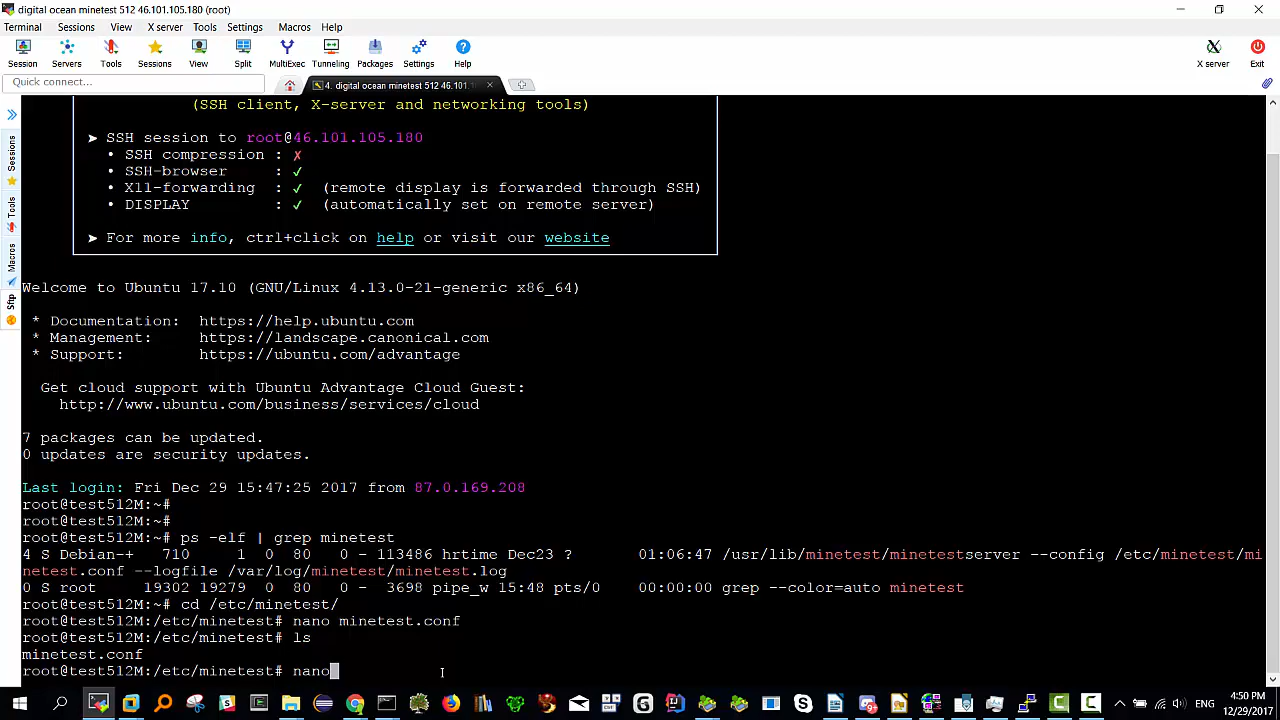 digital ocean minetest 512 46.101.105.180 (root)
Terminal Sessions View X server Tools Settings Macros Help
Session Servers Tools Sessions View Split MultiExec Tunneling Packages Settings Help X server Exit
Quick connect...
4. digital ocean minetest 512 46.101.
Sessions
Tools
Macros
Sftp
(SSH client, X-server and networking tools)
➤ SSH session to root@46.101.105.180
• SSH compression : ✗
• SSH-browser : ✓
• X11-forwarding : ✓ (remote display is forwarded through SSH)
• DISPLAY : ✓ (automatically set on remote server)
➤ For more info, ctrl+click on help or visit our website
Welcome to Ubuntu 17.10 (GNU/Linux 4.13.0-21-generic x86_64)
* Documentation: https://help.ubuntu.com
* Management: https://landscape.canonical.com
* Support: https://ubuntu.com/advantage
Get cloud support with Ubuntu Advantage Cloud Guest:
http://www.ubuntu.com/business/services/cloud
7 packages can be updated.
0 updates are security updates.
Last login: Fri Dec 29 15:47:25 2017 from 87.0.169.208
root@test512M:~#
root@test512M:~#
root@test512M:~# ps -elf | grep minetest
4 S Debian-+ 710 1 0 80 0 - 113486 hrtime Dec23 ? 01:06:47 /usr/lib/minetest/minetestserver --config /etc/minetest/mi
netest.conf --logfile /var/log/minetest/minetest.log
0 S root 19302 19279 0 80 0 - 3698 pipe_w 15:48 pts/0 00:00:00 grep --color=auto minetest
root@test512M:~# cd /etc/minetest/
root@test512M:/etc/minetest# nano minetest.conf
root@test512M:/etc/minetest# ls
minetest.conf
root@test512M:/etc/minetest# nano
ENG
4:50 PM
12/29/2017